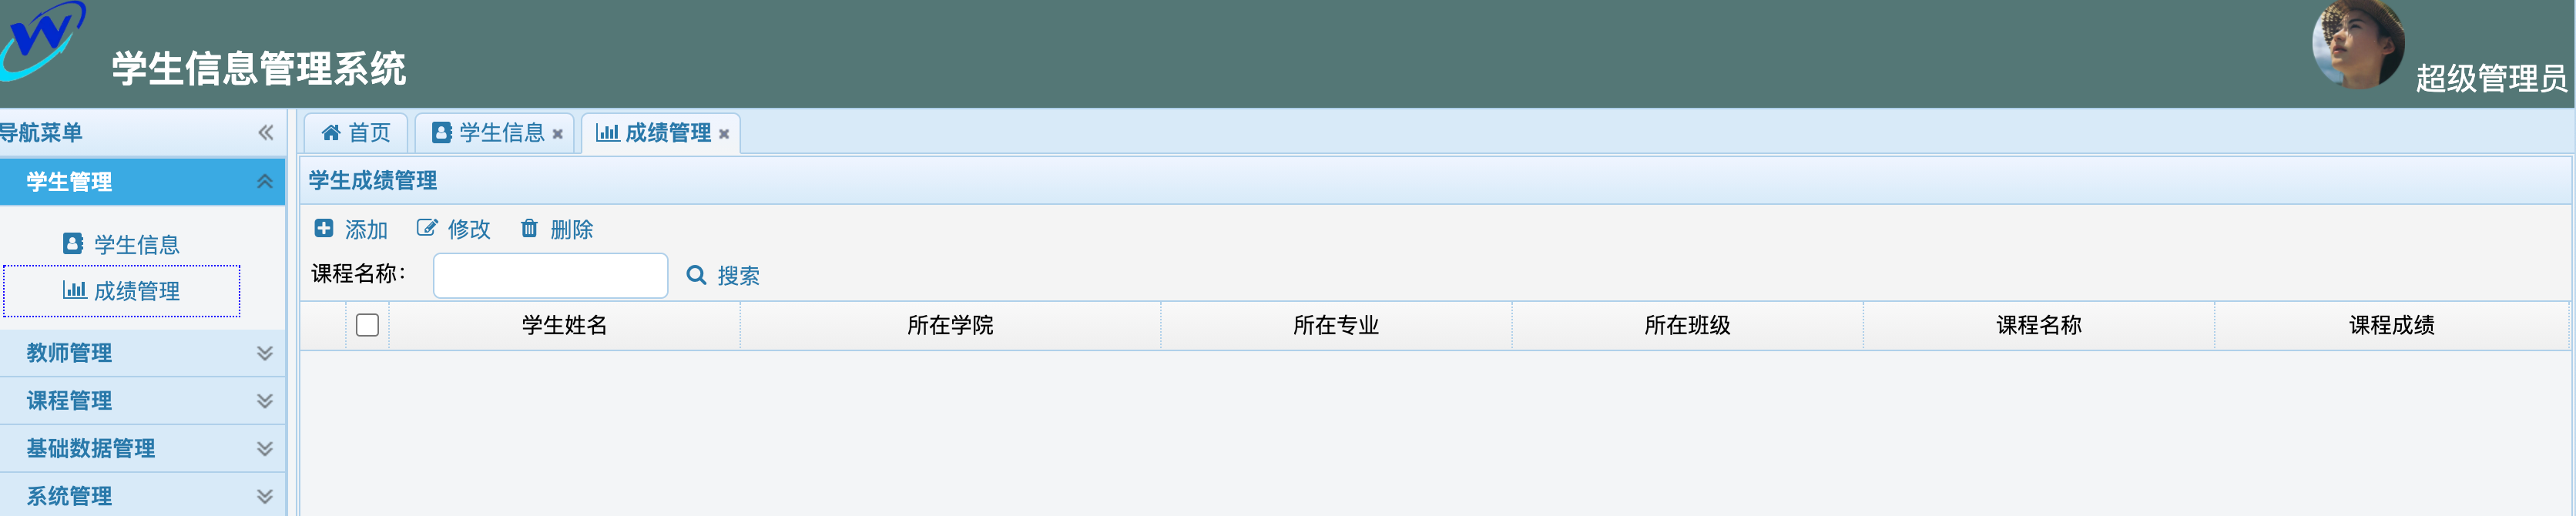 W
学生信息管理系统
超级管理员
导航菜单
学生管理
学生信息
成绩管理
教师管理
课程管理
基础数据管理
系统管理
首页 学生信息 成绩管理
学生成绩管理
添加 修改 删除
课程名称： 搜索
学生姓名 所在学院 所在专业 所在班级 课程名称 课程成绩